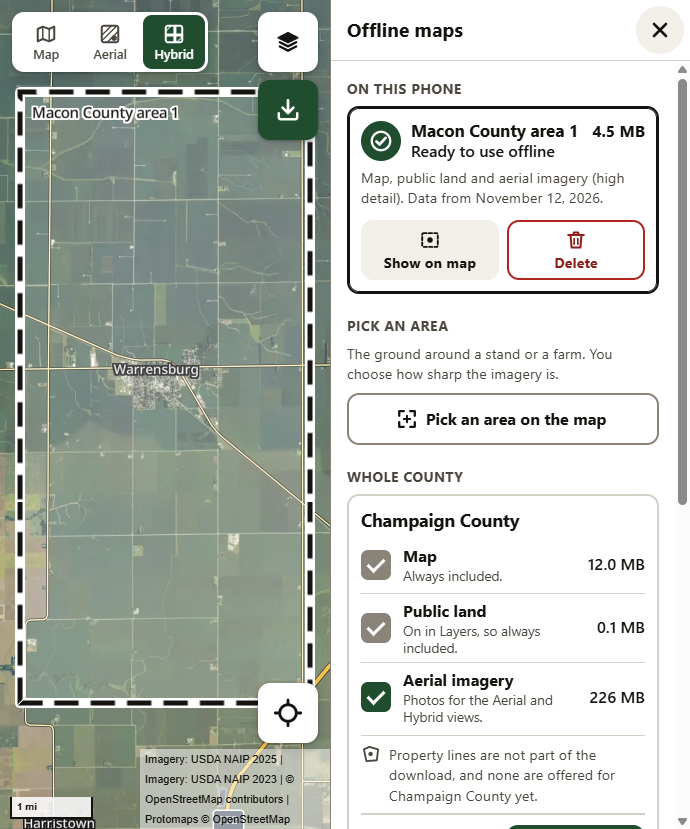 Map
Aerial
Hybrid
Macon County area 1
Warrensburg
Imagery: USDA NAIP 2025 |
Imagery: USDA NAIP 2023 | ©
OpenStreetMap contributors |
Protomaps © OpenStreetMap
1 mi
Harristown
Offline maps
ON THIS PHONE
Macon County area 1 4.5 MB
Ready to use offline
Map, public land and aerial imagery (high
detail). Data from November 12, 2026.
Show on map
Delete
PICK AN AREA
The ground around a stand or a farm. You
choose how sharp the imagery is.
Pick an area on the map
WHOLE COUNTY
Champaign County
Map
Always included.
12.0 MB
Public land
On in Layers, so always
included.
0.1 MB
Aerial imagery
Photos for the Aerial and
Hybrid views.
226 MB
Property lines are not part of the
download, and none are offered for
Champaign County yet.